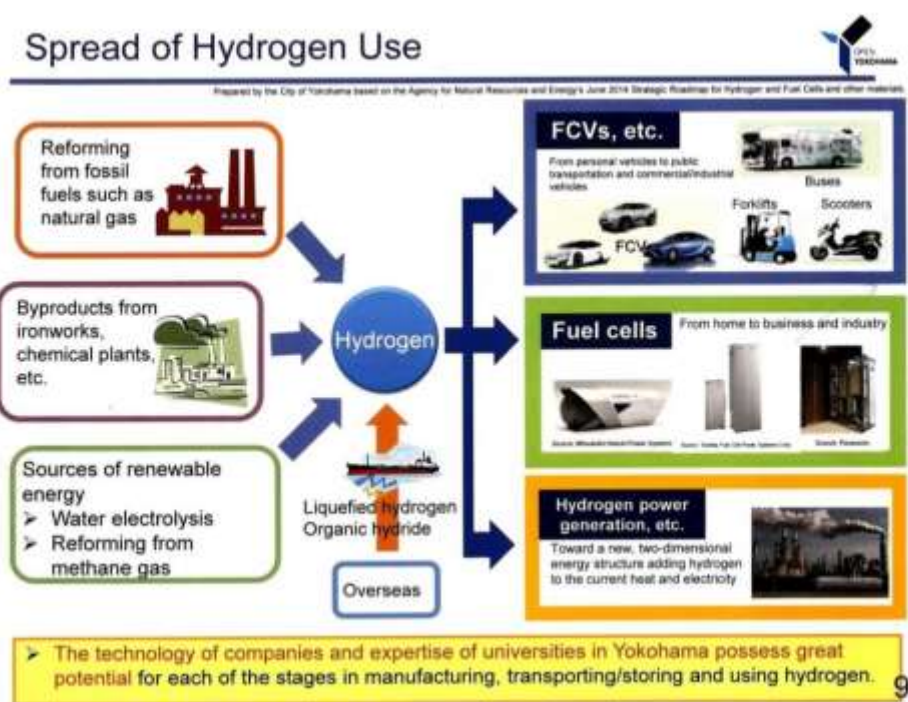 Spread of Hydrogen Use
OPEN
YOKOHAMA
Prepared by the City of Yokohama based on the Agency for Natural Resources and Energy's June 2014 Strategic Roadmap for Hydrogen and Fuel Cells and other materials.
Reforming
from fossil
fuels such as
natural gas
Byproducts from
ironworks,
chemical plants,
etc.
Sources of renewable
energy
➢ Water electrolysis
➢ Reforming from
methane gas
Hydrogen
Liquefied hydrogen
Organic hydride
Overseas
FCVs, etc.
From personal vehicles to public
transportation and commercial/industrial
vehicles
Buses
Forklifts
Scooters
FCV
Fuel cells
From home to business and industry
Source: Panasonic
Hydrogen power
generation, etc.
Toward a new, two-dimensional
energy structure adding hydrogen
to the current heat and electricity
➢ The technology of companies and expertise of universities in Yokohama possess great
potential for each of the stages in manufacturing, transporting/storing and using hydrogen.
9